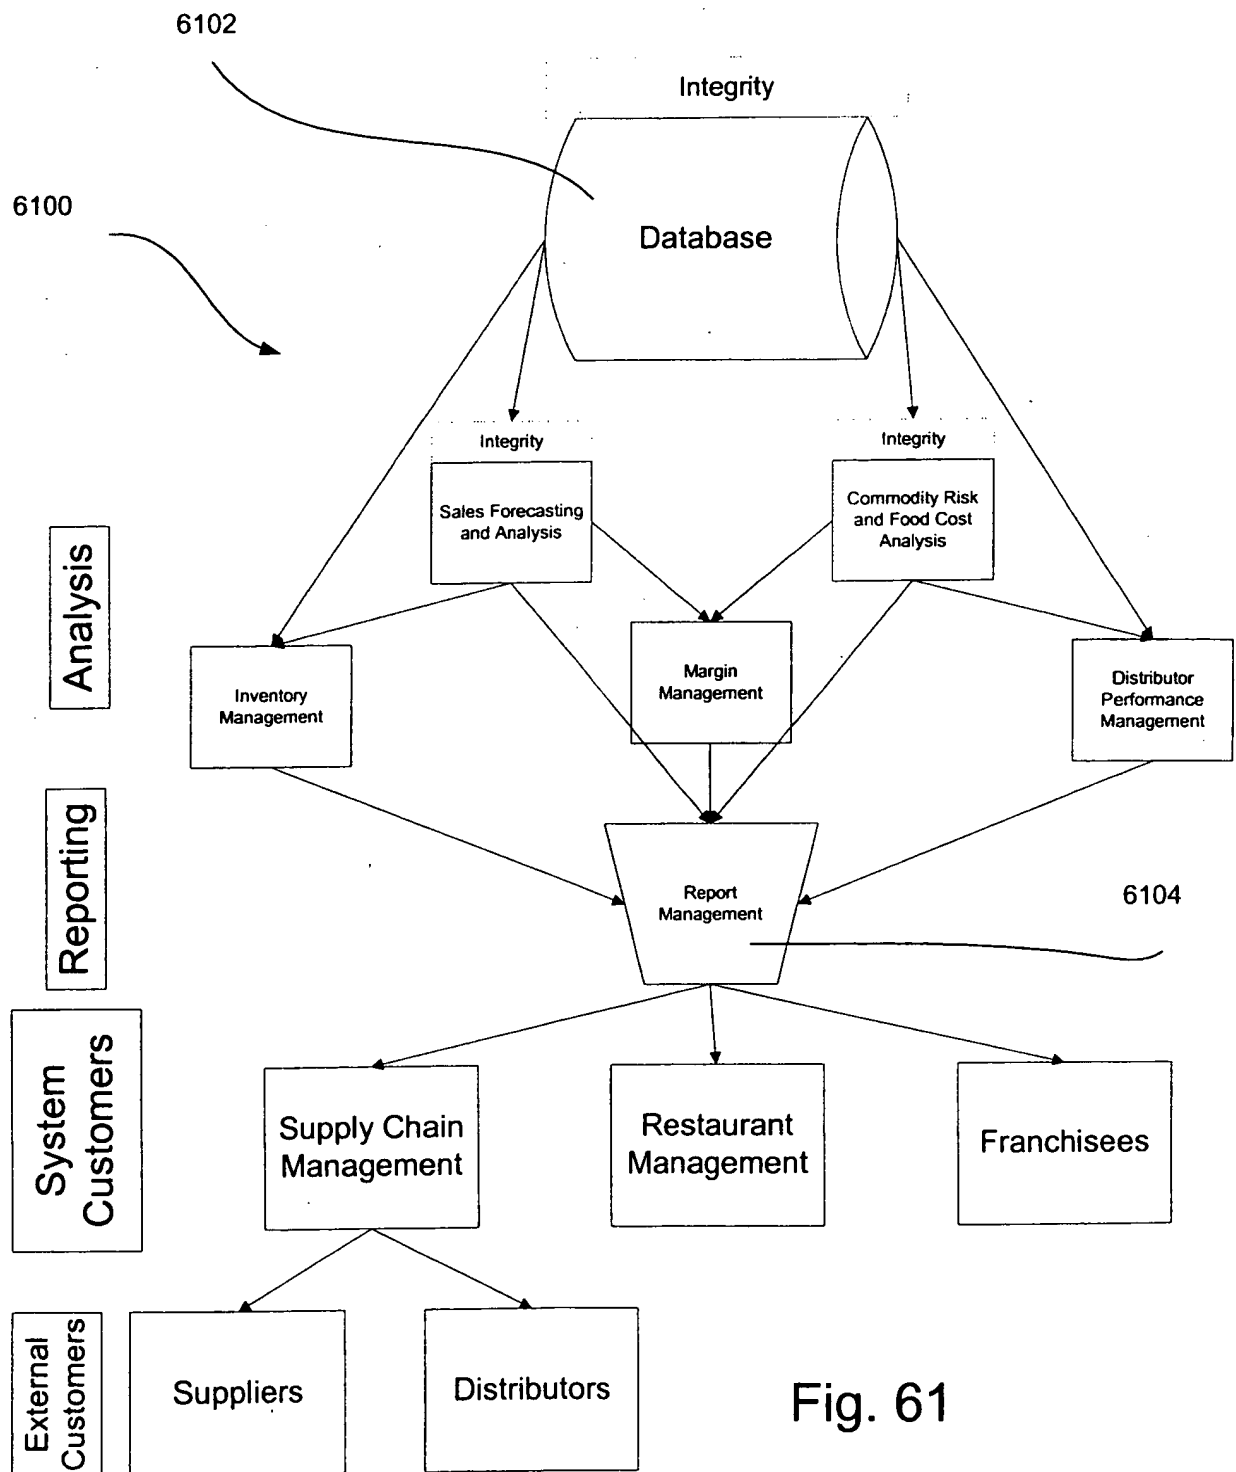 6102
Integrity
6100
Database
Integrity
Integrity
Sales Forecasting
and Analysis
Commodity Risk
and Food Cost
Analysis
Analysis
Inventory
Management
Margin
Management
Distributor
Performance
Management
Reporting
Report
Management
6104
System
Customers
Supply Chain
Management
Restaurant
Management
Franchisees
External
Customers
Suppliers
Distributors
Fig. 61